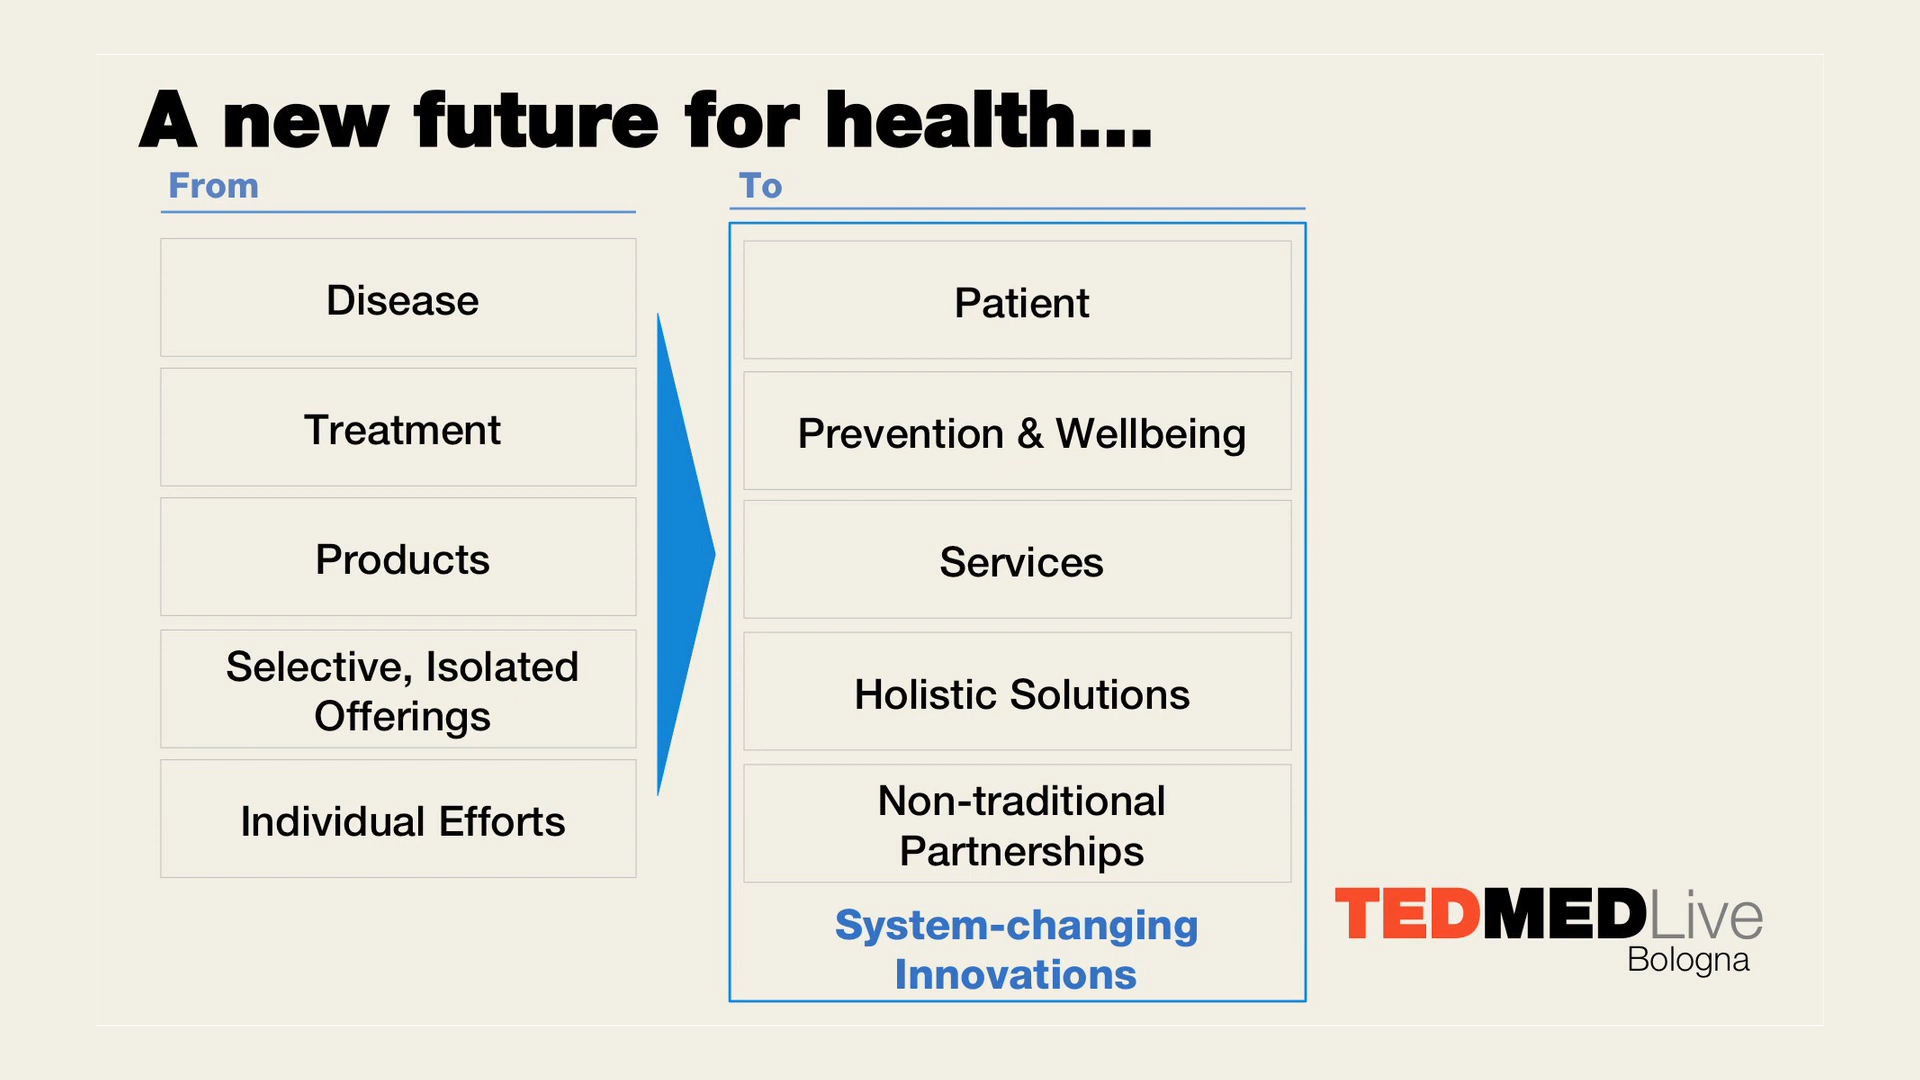 A new future for health...
From
To
Disease
Patient
Treatment
Prevention & Wellbeing
Products
Services
Selective, Isolated
Offerings
Holistic Solutions
Individual Efforts
Non-traditional
Partnerships
System-changing
Innovations
TEDMEDLive
Bologna